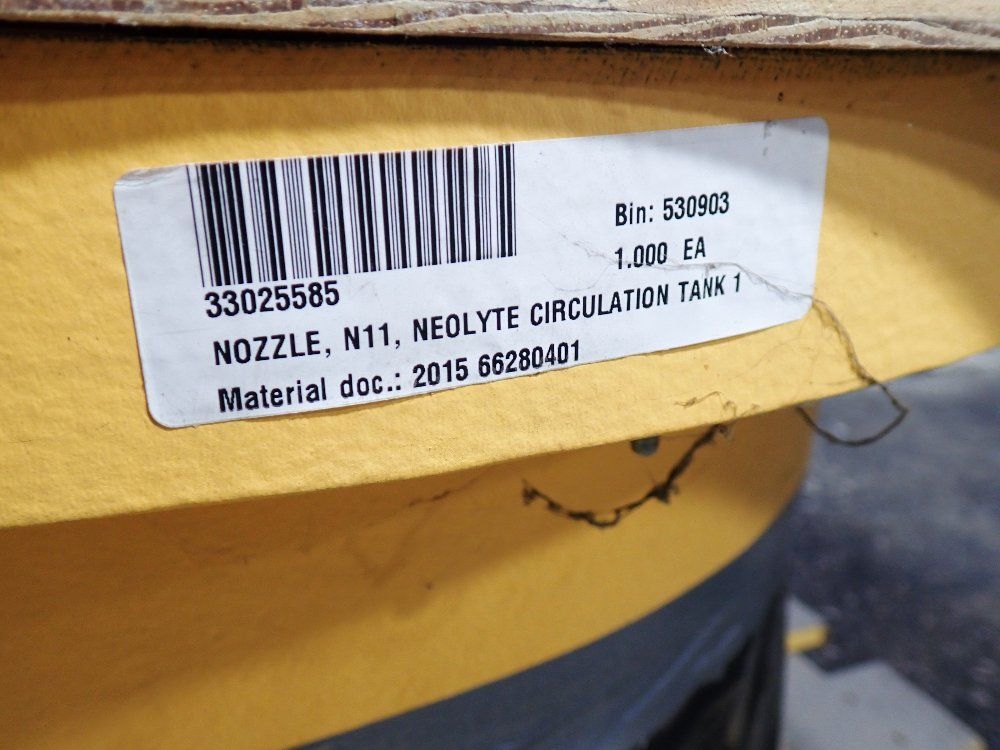 Bin: 530903
1.000 EA
33025585
NOZZLE, N11, NEOLYTE CIRCULATION TANK 1
Material doc.: 2015 66280401